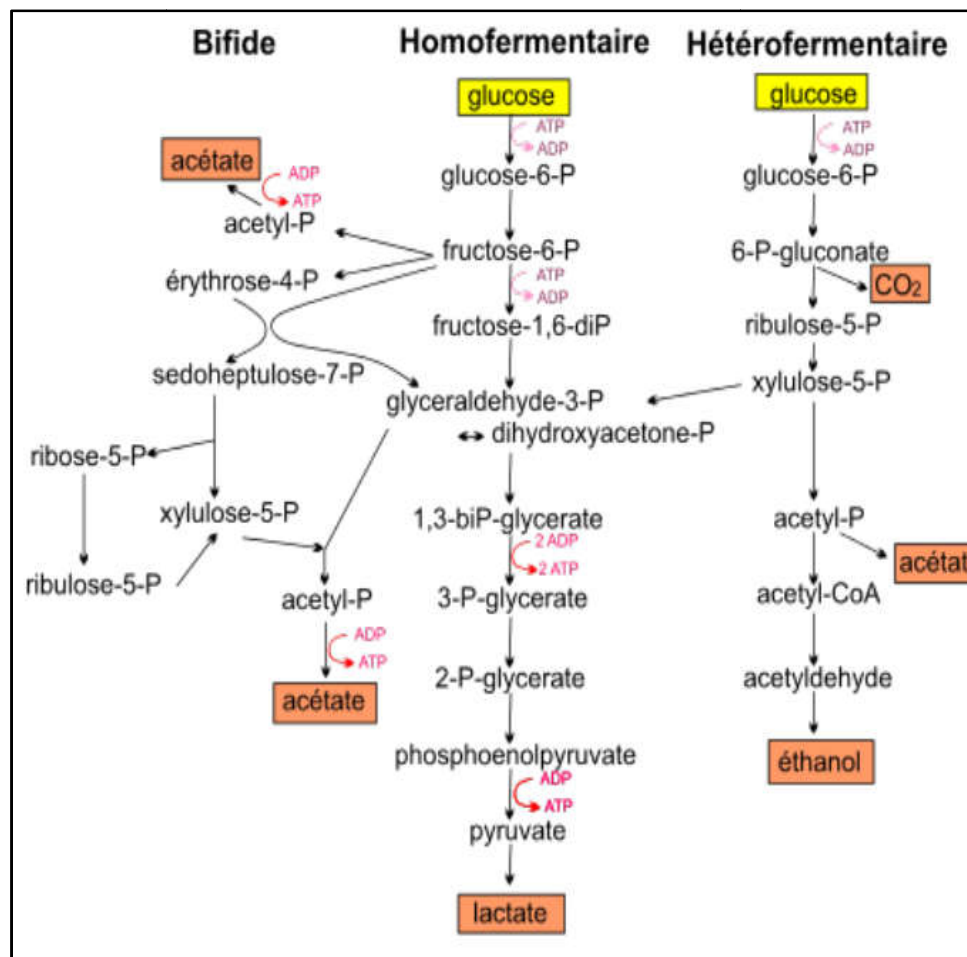 Bifide
Homofermentaire
Hétérofermentaire
glucose
glucose
ATP
ADP
ATP
ADP
acétate
ADP
ATP
glucose-6-P
glucose-6-P
acetyl-P
fructose-6-P
6-P-gluconate
érythrose-4-P
ATP
ADP
CO₂
fructose-1,6-diP
ribulose-5-P
sedoheptulose-7-P
glyceraldehyde-3-P
xylulose-5-P
dihydroxyacetone-P
ribose-5-P
xylulose-5-P
1,3-biP-glycerate
acetyl-P
2 ADP
2 ATP
acétat
ribulose-5-P
acetyl-P
3-P-glycerate
acetyl-CoA
ADP
ATP
acétate
2-P-glycerate
acetyldehyde
phosphoenolpyruvate
éthanol
ADP
ATP
pyruvate
lactate